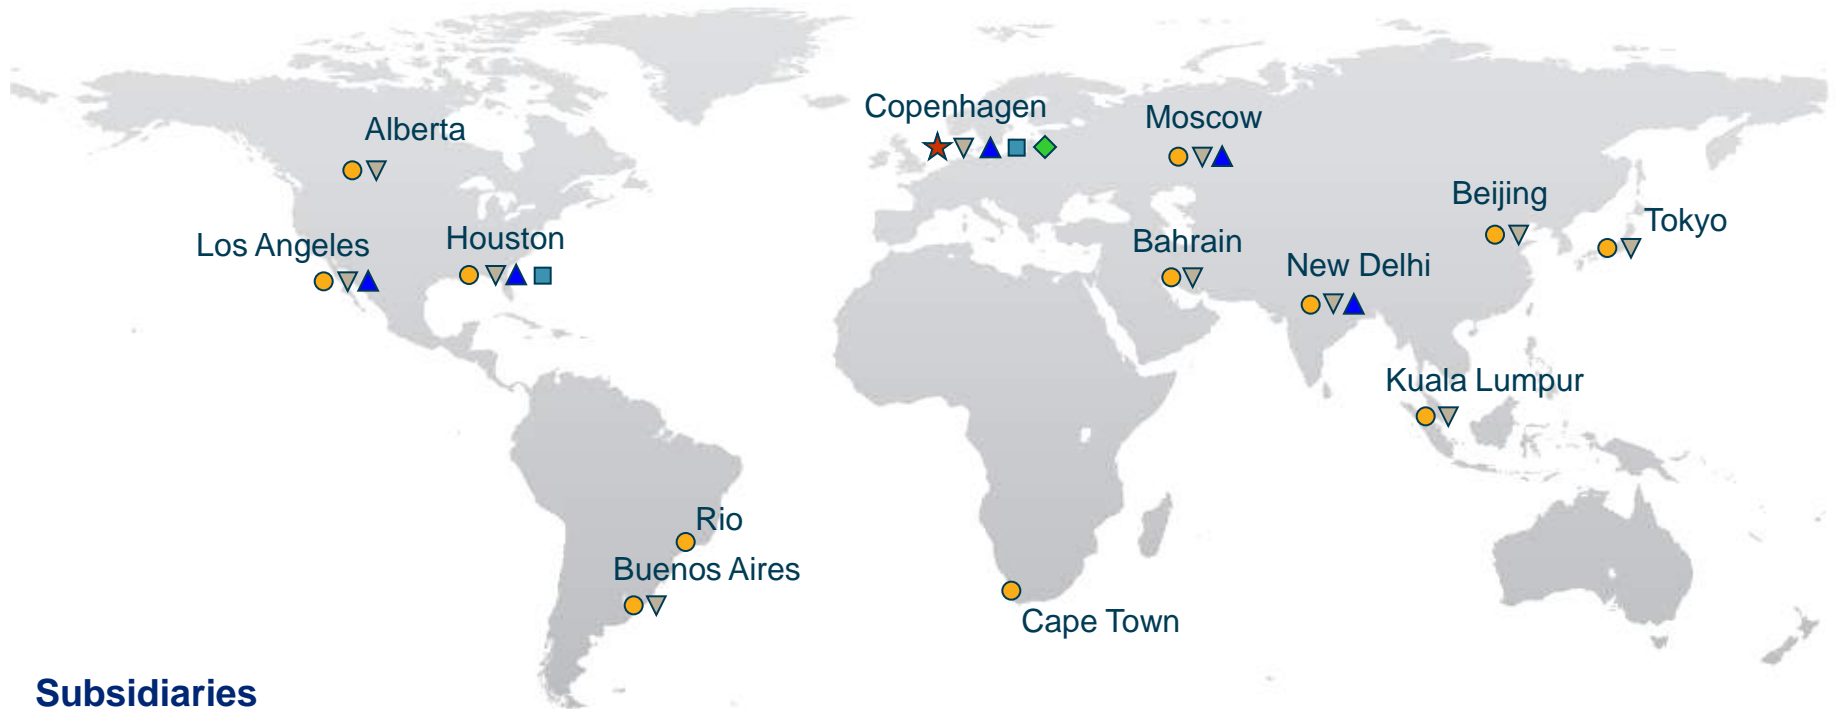 Copenhagen
Moscow
Alberta
Beijing
Tokyo
Los Angeles
Houston
Bahrain
New Delhi
Kuala Lumpur
Rio
Buenos Aires
Cape Town
Subsidiaries